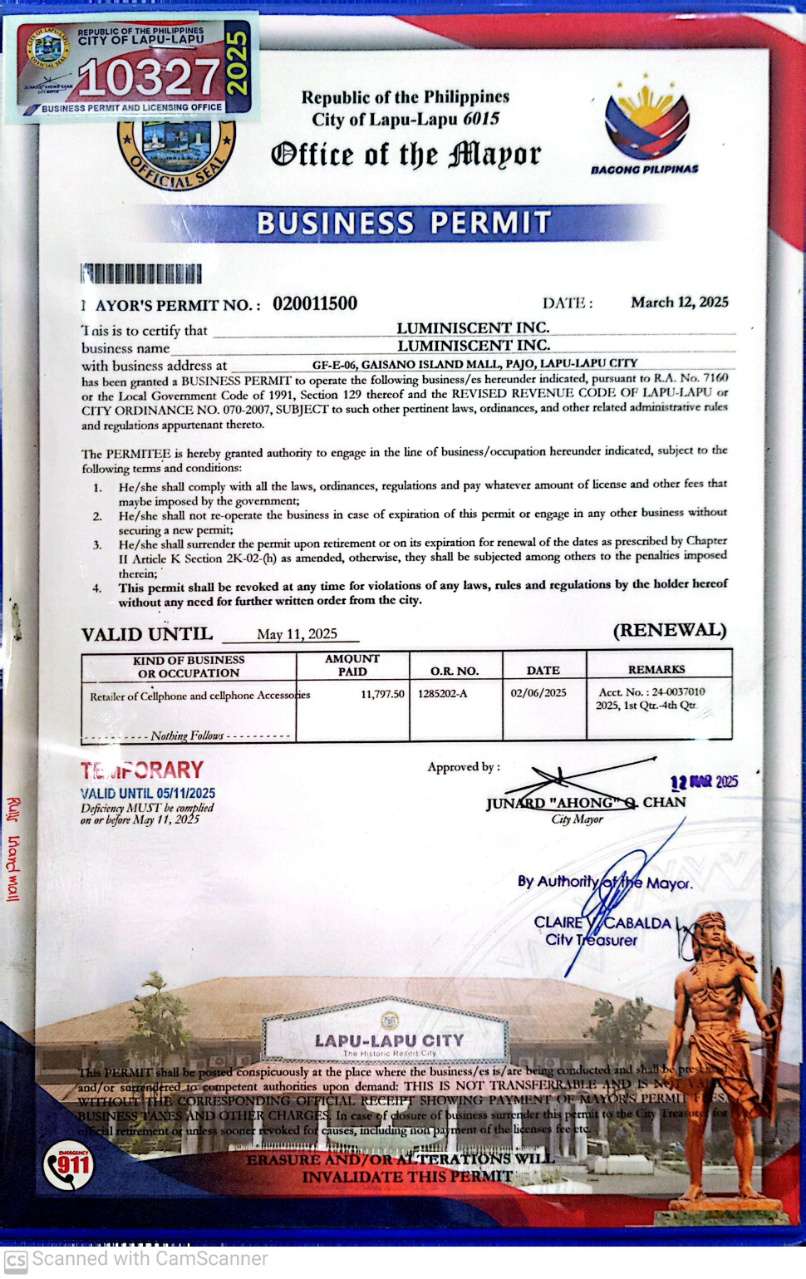 REPUBLIC OF THE PHILIPPINES
CITY OF LAPU-LAPU
10327
2025
BUSINESS PERMIT AND LICENSING OFFICE
OFFICIAL SEAL
Republic of the Philippines
City of Lapu-Lapu 6015
Office of the Mayor
BAGONG PILIPINAS
BUSINESS PERMIT
AYOR'S PERMIT NO. : 020011500 DATE : March 12, 2025
This is to certify that LUMINISCENT INC.
business name LUMINISCENT INC.
with business address at GF-E-06, GAISANO ISLAND MALL, PAJO, LAPU-LAPU CITY
has been granted a BUSINESS PERMIT to operate the following business/es hereunder indicated, pursuant to R.A. No. 7160
or the Local Government Code of 1991, Section 129 thereof and the REVISED REVENUE CODE OF LAPU-LAPU or
CITY ORDINANCE NO. 070-2007, SUBJECT to such other pertinent laws, ordinances, and other related administrative rules
and regulations appurtenant thereto.
The PERMITEE is hereby granted authority to engage in the line of business/occupation hereunder indicated, subject to the
following terms and conditions:
1. He/she shall comply with all the laws, ordinances, regulations and pay whatever amount of license and other fees that
maybe imposed by the government;
2. He/she shall not re-operate the business in case of expiration of this permit or engage in any other business without
securing a new permit;
3. He/she shall surrender the permit upon retirement or on its expiration for renewal of the dates as prescribed by Chapter
II Article K Section 2K-02-(h) as amended, otherwise, they shall be subjected among others to the penalties imposed
therein;
4. This permit shall be revoked at any time for violations of any laws, rules and regulations by the holder hereof
without any need for further written order from the city.
VALID UNTIL May 11, 2025 (RENEWAL)
KIND OF BUSINESS OR OCCUPATION AMOUNT PAID O.R. NO. DATE REMARKS
Retailer of Cellphone and cellphone Accessories 11,797.50 1285202-A 02/06/2025 Acct. No. : 24-0037010
2025, 1st Qtr.-4th Qtr.
- - - - - - - - - - Nothing Follows - - - - - - - - - -
TEMPORARY
VALID UNTIL 05/11/2025
Deficiency MUST be complied
on or before May 11, 2025
Approved by :
12 MAR 2025
JUNARD "AHONG" Q. CHAN
City Mayor
By Authority of the Mayor.
CLAIRE V. CABALDA
City Treasurer
LAPU-LAPU CITY
The Historic Resort City
This PERMIT shall be posted conspicuously at the place where the business/es is/are being conducted and shall be
and/or surrendered to competent authorities upon demand: THIS IS NOT TRANSFERRABLE AND IS NOT
WITHOUT THE CORRESPONDING OFFICIAL RECEIPT SHOWING PAYMENT OF MAYOR'S PERMIT FEES,
BUSINESS TAXES AND OTHER CHARGES. In case of closure of business surrender this permit to the City Treasurer for
official retirement or unless sooner revoked for causes, including non payment of the licenses fee etc.
EMERGENCY
911
ERASURE AND/OR ALTERATIONS WILL
INVALIDATE THIS PERMIT
CS Scanned with CamScanner